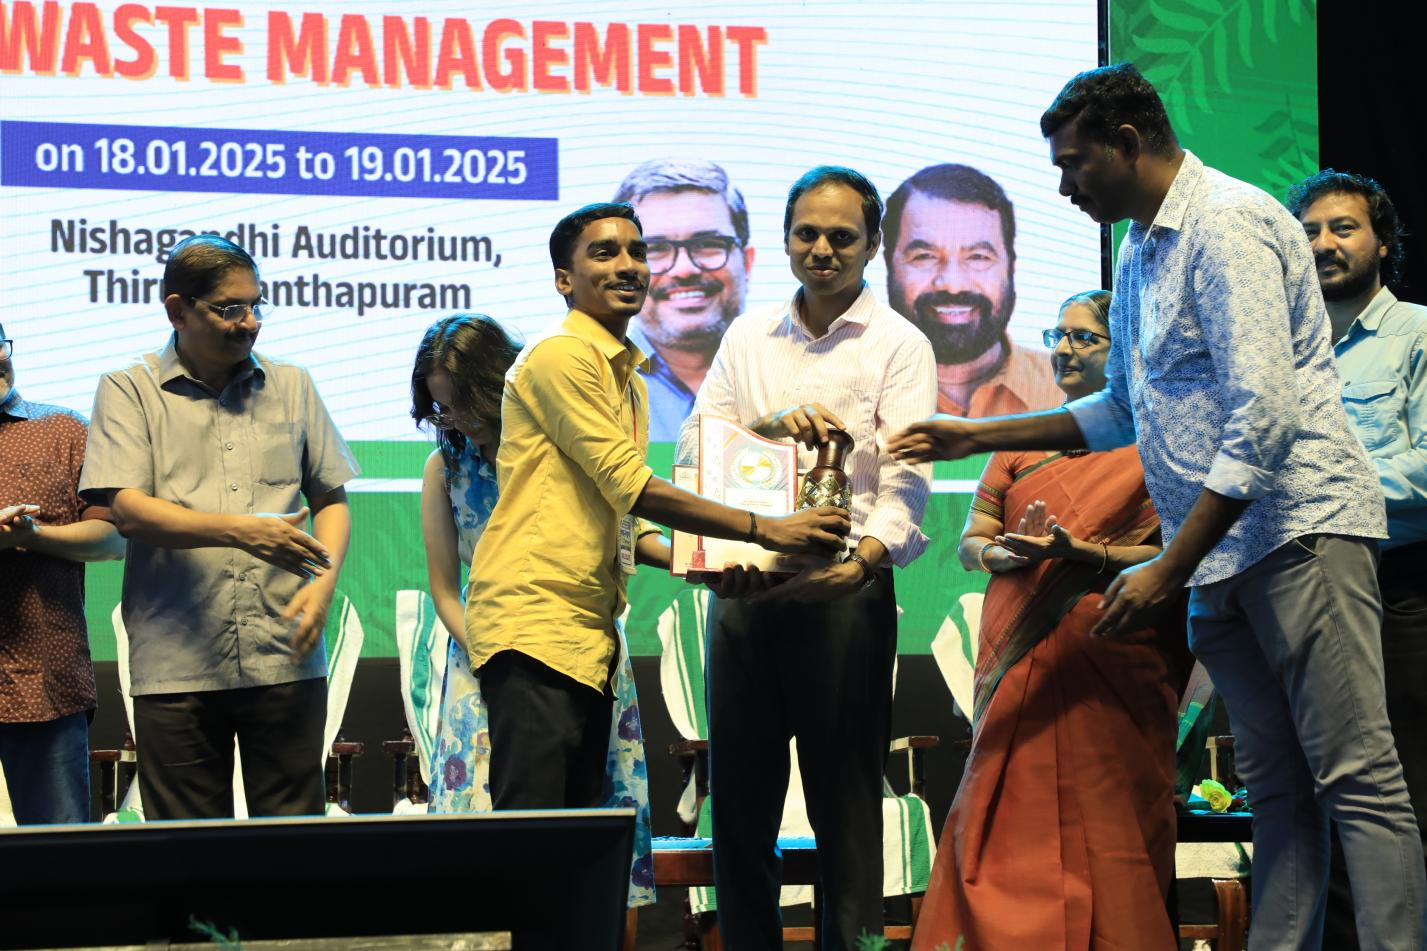 WASTE MANAGEMENT
on 18.01.2025 to 19.01.2025
Nishagandhi Auditorium,